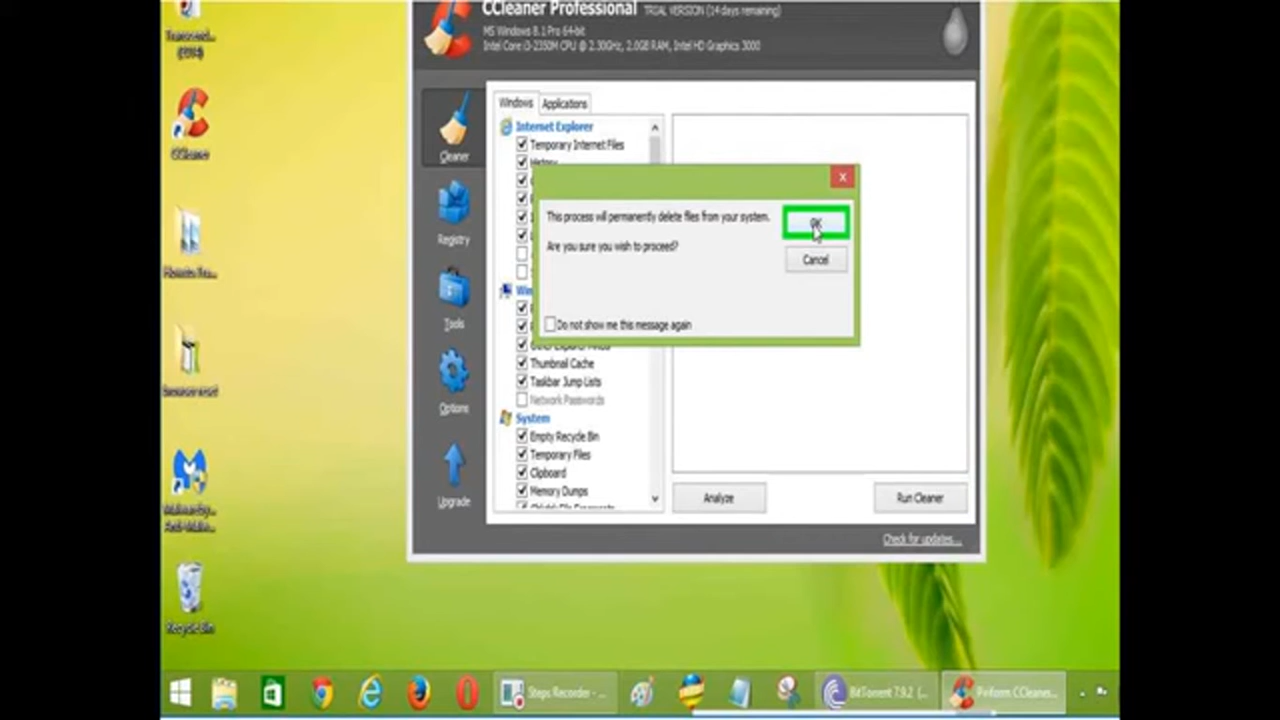 CCleaner Professional TRIAL VERSION (14 days remaining)
MS Windows 8.1 Pro 64-bit
Intel Core i3-2350M CPU @ 2.30GHz, 2.0GB RAM, Intel HD Graphics 3000
Transcend...
CCleaner
Recycle Bin
Cleaner
Registry
Tools
Options
Upgrade
Windows Applications
Internet Explorer
Temporary Internet Files
History
This process will permanently delete files from your system.
Are you sure you wish to proceed?
OK
Cancel
Do not show me this message again
Thumbnail Cache
Taskbar Jump Lists
Network Passwords
System
Empty Recycle Bin
Temporary Files
Clipboard
Memory Dumps
Analyze
Run Cleaner
Check for updates...
Steps Recorder - ...
BitTorrent 7.9.2 (...
Piriform CCleaner...